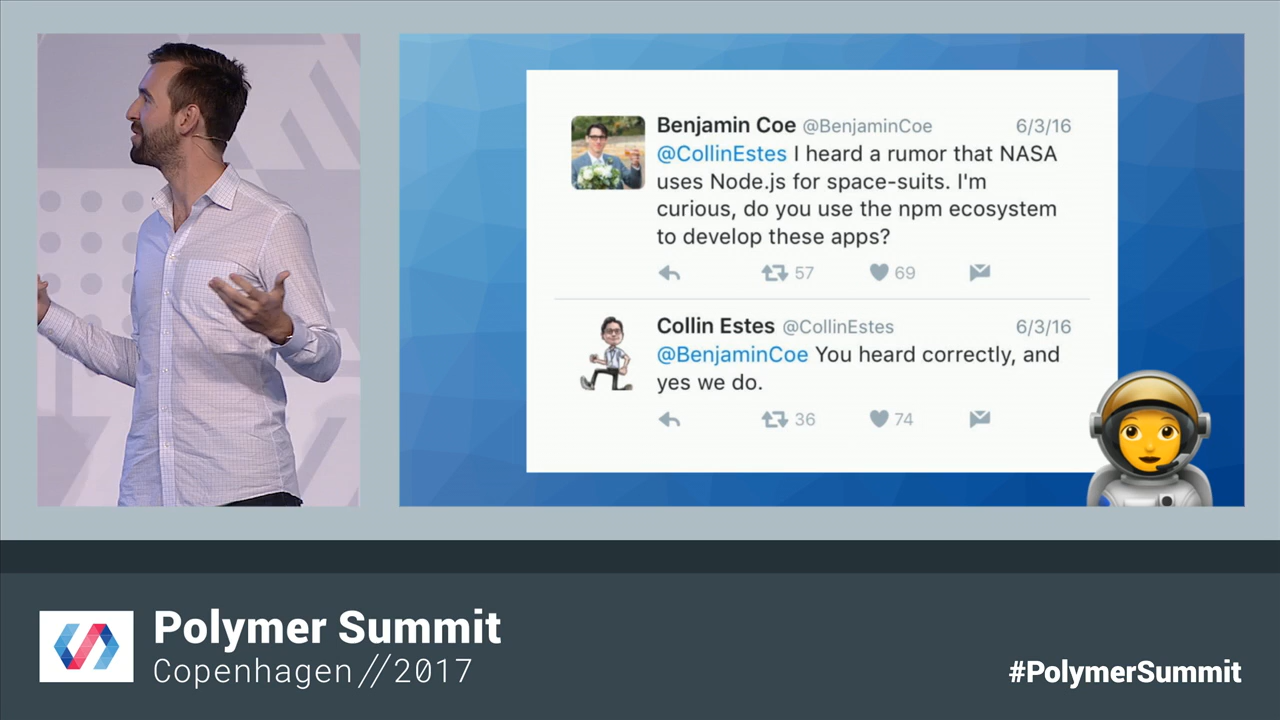 Benjamin Coe @BenjaminCoe 6/3/16
@CollinEstes I heard a rumor that NASA
uses Node.js for space-suits. I'm
curious, do you use the npm ecosystem
to develop these apps?
57 69
Collin Estes @CollinEstes 6/3/16
@BenjaminCoe You heard correctly, and
yes we do.
36 74
Polymer Summit
Copenhagen//2017
#PolymerSummit